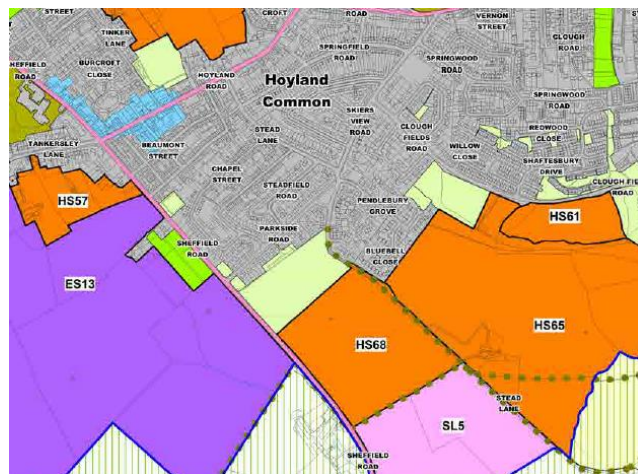 STREET
TINKER
LANE
CROFT
ROAD
VERNON
STREET
SHEFFIELD
ROAD
BURCROFT
CLOSE
HOYLAND
ROAD
SPRINGFIELD
ROAD
SPRINGWOOD
ROAD
CLOUGH
ROAD
Hoyland
Common
SPRINGWOOD
ROAD
SKIERS
VIEW
ROAD
CLOUGH
FIELDS
ROAD
WILLOW
CLOSE
REDWOOD
CLOSE
TANKERSLEY
LANE
BEAUMONT
STREET
STEAD
LANE
SHAFTESBURY
DRIVE
CHAPEL
STREET
STEADFIELD
ROAD
PENDLEBURY
GROVE
CLOUGH
ROAD
HS57
HS61
SHEFFIELD
ROAD
PARKSIDE
ROAD
BLUEBELL
CLOSE
ES13
HS65
HS68
STEAD
LANE
SL5
SHEFFIELD
ROAD